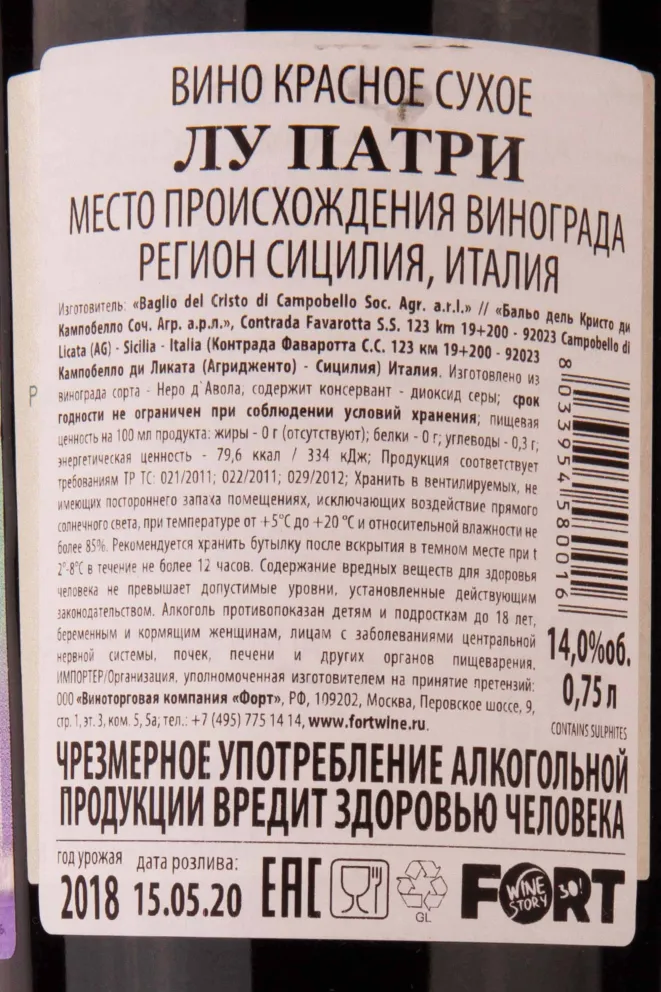 ВИНО КРАСНОЕ СУХОЕ
ЛУ ПАТРИ
МЕСТО ПРОИСХОЖДЕНИЯ ВИНОГРАДА
РЕГИОН СИЦИЛИЯ, ИТАЛИЯ
Изготовитель: «Baglio del Cristo di Campobello Soc. Agr. a.r.l.» // «Бальо дель Кристо ди
Кампобелло Соч. Агр. а.р.л.», Contrada Favarotta S.S. 123 km 19+200 - 92023 Campobello di
Licata (AG) - Sicilia - Italia (Контрада Фаваротта С.С. 123 км 19+200 - 92023
Кампобелло ди Ликата (Агридженто) - Сицилия) Италия. Изготовлено из
винограда сорта - Неро д`Авола, содержит консервант - диоксид серы; срок
годности не ограничен при соблюдении условий хранения; пищевая
ценность на 100 мл продукта: жиры - 0 г (отсутствуют); белки - 0 г; углеводы - 0,3 г;
энергетическая ценность - 79,6 ккал / 334 кДж; Продукция соответствует
требованиям ТР ТС: 021/2011; 022/2011; 029/2012; Хранить в вентилируемых, не
имеющих постороннего запаха помещениях, исключающих воздействие прямого
солнечного света, при температуре от +5°С до +20 °С и относительной влажности не
более 85%. Рекомендуется хранить бутылку после вскрытия в темном месте при t
2°-8°С в течение не более 12 часов. Содержание вредных веществ для здоровья
человека не превышает допустимые уровни, установленные действующим
законодательством. Алкоголь противопоказан детям и подросткам до 18 лет,
беременным и кормящим женщинам, лицам с заболеваниями центральной
нервной системы, почек, печени и других органов пищеварения.
ИМПОРТЕР/Организация, уполномоченная изготовителем на принятие претензий:
ООО «Виноторговая компания «Форт», РФ, 109202, Москва, Перовское шоссе, 9,
стр. 1, эт. 3, ком. 5, 5а; тел.: +7 (495) 775 14 14, www.fortwine.ru.
8 033954 580016
14,0%об.
0,75 л
CONTAINS SULPHITES
ЧРЕЗМЕРНОЕ УПОТРЕБЛЕНИЕ АЛКОГОЛЬНОЙ
ПРОДУКЦИИ ВРЕДИТ ЗДОРОВЬЮ ЧЕЛОВЕКА
год урожая
2018
дата розлива:
15.05.20
EAC
GL
FORT
WINE
STORY
30!
P